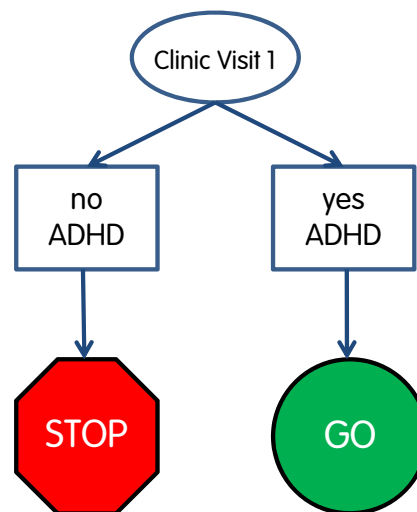 Clinic Visit 1
no
ADHD
yes
ADHD
STOP
GO